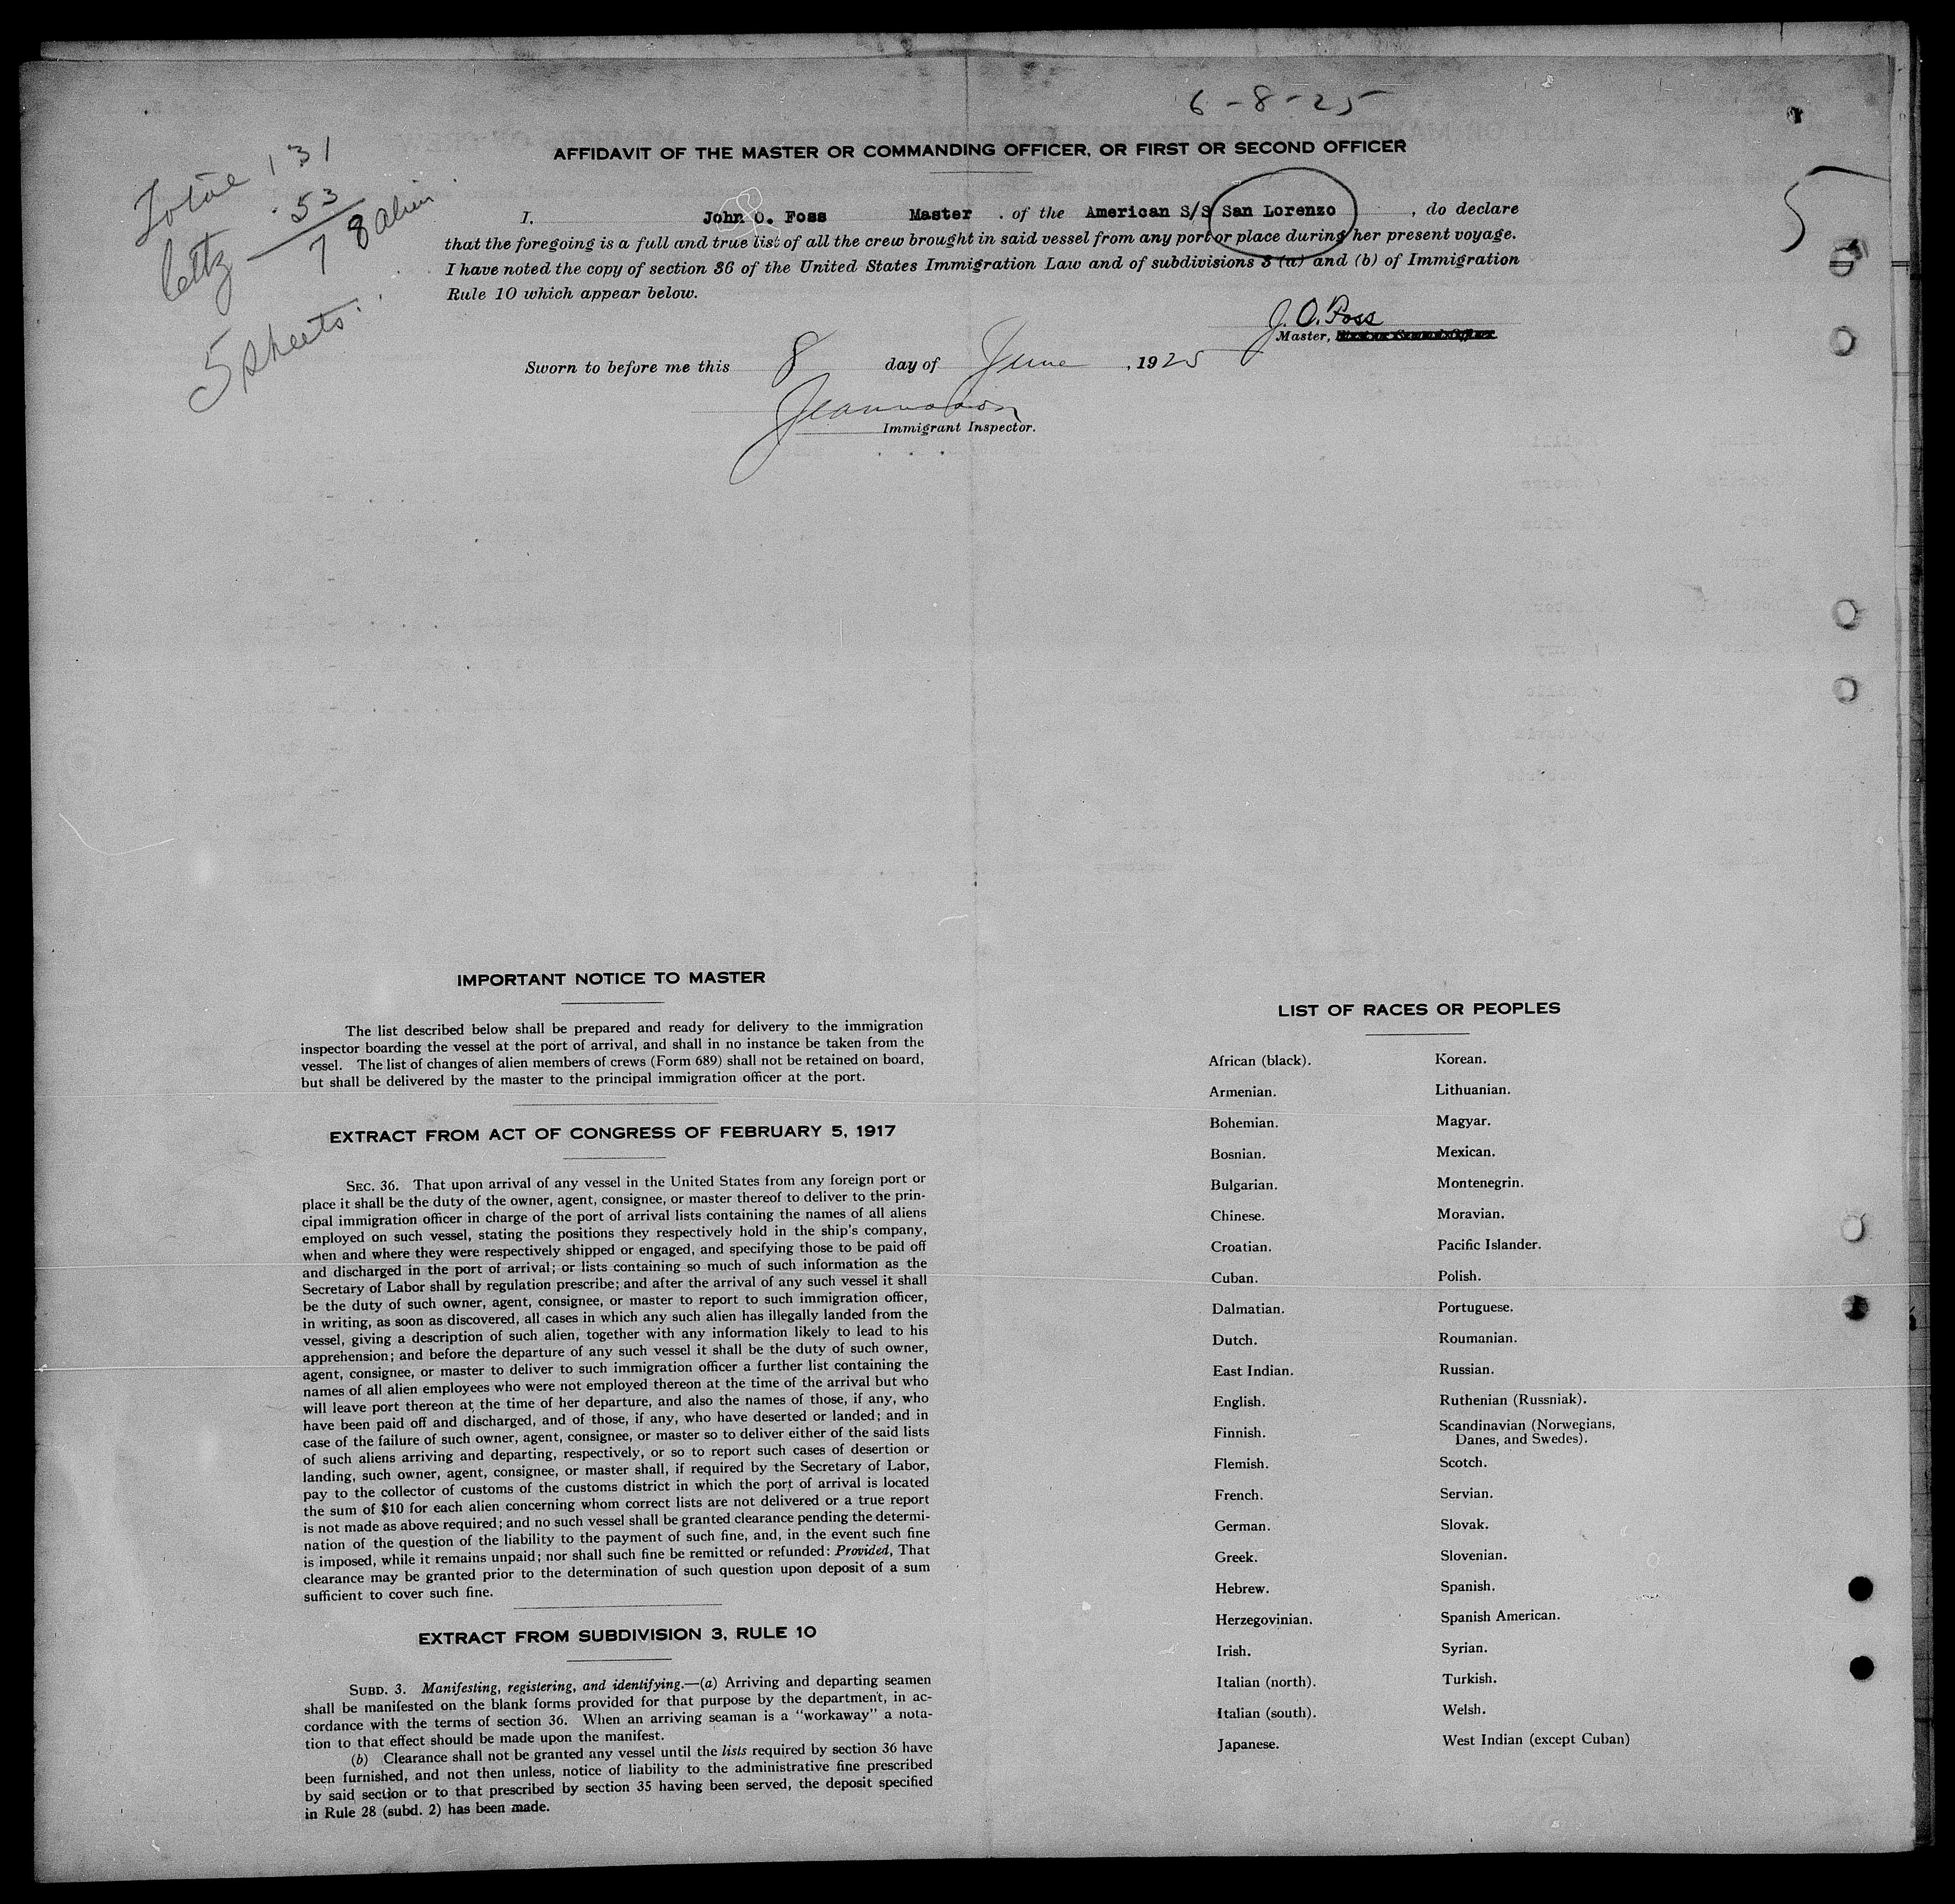 6-8-25
AFFIDAVIT OF THE MASTER OR COMMANDING OFFICER, OR FIRST OR SECOND OFFICER
Total 131
53
78 alien
5 sheets.
5
I, John O. Foss Master, of the American S/S San Lorenzo, do declare
that the foregoing is a full and true list of all the crew brought in said vessel from any port or place during her present voyage.
I have noted the copy of section 36 of the United States Immigration Law and of subdivisions 3 (a) and (b) of Immigration
Rule 10 which appear below.
J. O. Foss
Master,
Sworn to before me this 8 day of June, 1925
Immigrant Inspector.
IMPORTANT NOTICE TO MASTER
The list described below shall be prepared and ready for delivery to the immigration
inspector boarding the vessel at the port of arrival, and shall in no instance be taken from the
vessel. The list of changes of alien members of crews (Form 689) shall not be retained on board,
but shall be delivered by the master to the principal immigration officer at the port.
EXTRACT FROM ACT OF CONGRESS OF FEBRUARY 5, 1917
SEC. 36. That upon arrival of any vessel in the United States from any foreign port or
place it shall be the duty of the owner, agent, consignee, or master thereof to deliver to the prin-
cipal immigration officer in charge of the port of arrival lists containing the names of all aliens
employed on such vessel, stating the positions they respectively hold in the ship's company,
when and where they were respectively shipped or engaged, and specifying those to be paid off
and discharged in the port of arrival; or lists containing so much of such information as the
Secretary of Labor shall by regulation prescribe; and after the arrival of any such vessel it shall
be the duty of such owner, agent, consignee, or master to report to such immigration officer,
in writing, as soon as discovered, all cases in which any such alien has illegally landed from the
vessel, giving a description of such alien, together with any information likely to lead to his
apprehension; and before the departure of any such vessel it shall be the duty of such owner,
agent, consignee, or master to deliver to such immigration officer a further list containing the
names of all alien employees who were not employed thereon at the time of the arrival but who
will leave port thereon at the time of her departure, and also the names of those, if any, who
have been paid off and discharged, and of those, if any, who have deserted or landed; and in
case of the failure of such owner, agent, consignee, or master so to deliver either of the said lists
of such aliens arriving and departing, respectively, or so to report such cases of desertion or
landing, such owner, agent, consignee, or master shall, if required by the Secretary of Labor,
pay to the collector of customs of the customs district in which the port of arrival is located
the sum of $10 for each alien concerning whom correct lists are not delivered or a true report
is not made as above required; and no such vessel shall be granted clearance pending the determi-
nation of the question of the liability to the payment of such fine, and, in the event such fine
is imposed, while it remains unpaid; nor shall such fine be remitted or refunded: Provided, That
clearance may be granted prior to the determination of such question upon deposit of a sum
sufficient to cover such fine.
EXTRACT FROM SUBDIVISION 3, RULE 10
SUBD. 3. Manifesting, registering, and identifying.—(a) Arriving and departing seamen
shall be manifested on the blank forms provided for that purpose by the department, in ac-
cordance with the terms of section 36. When an arriving seaman is a "workaway" a nota-
tion to that effect should be made upon the manifest.
(b) Clearance shall not be granted any vessel until the lists required by section 36 have
been furnished, and not then unless, notice of liability to the administrative fine prescribed
by said section or to that prescribed by section 35 having been served, the deposit specified
in Rule 28 (subd. 2) has been made.
LIST OF RACES OR PEOPLES
African (black).
Armenian.
Bohemian.
Bosnian.
Bulgarian.
Chinese.
Croatian.
Cuban.
Dalmatian.
Dutch.
East Indian.
English.
Finnish.
Flemish.
French.
German.
Greek.
Hebrew.
Herzegovinian.
Irish.
Italian (north).
Italian (south).
Japanese.
Korean.
Lithuanian.
Magyar.
Mexican.
Montenegrin.
Moravian.
Pacific Islander.
Polish.
Portuguese.
Roumanian.
Russian.
Ruthenian (Russniak).
Scandinavian (Norwegians,
Danes, and Swedes).
Scotch.
Servian.
Slovak.
Slovenian.
Spanish.
Spanish American.
Syrian.
Turkish.
Welsh.
West Indian (except Cuban)